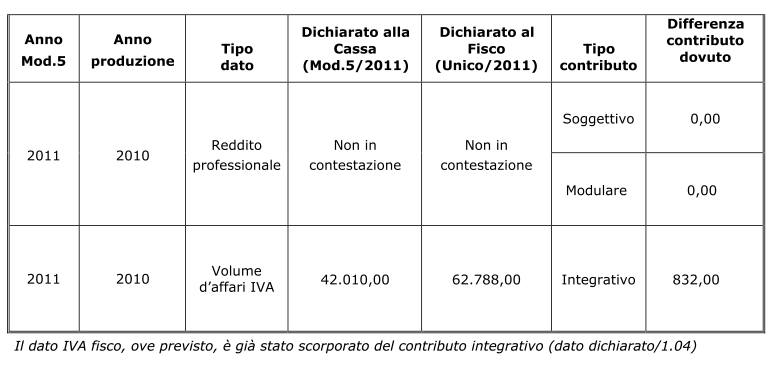 Anno Mod.5
Anno produzione
Tipo dato
Dichiarato alla Cassa (Mod.5/2011)
Dichiarato al Fisco (Unico/2011)
Tipo contributo
Differenza contributo dovuto
2011
2010
Reddito professionale
Non in contestazione
Non in contestazione
Soggettivo
0,00
Modulare
0,00
2011
2010
Volume d'affari IVA
42.010,00
62.788,00
Integrativo
832,00
Il dato IVA fisco, ove previsto, è già stato scorporato del contributo integrativo (dato dichiarato/1.04)